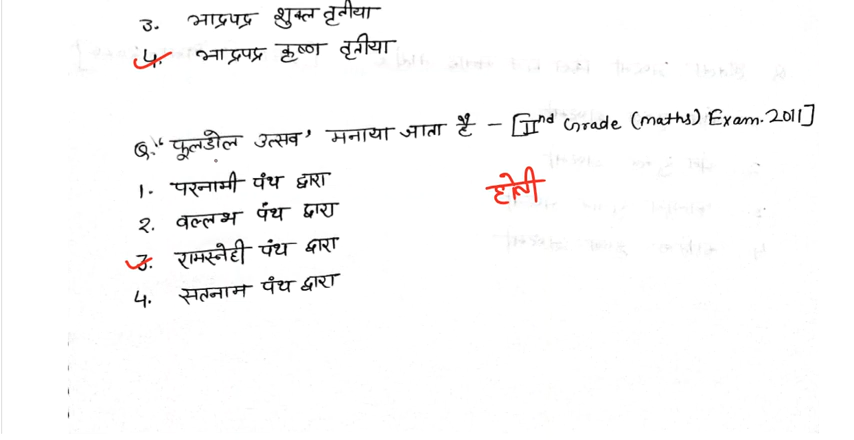 3. भाद्रपद्र शुक्ल तृतीया
4. भाद्रपद्र कृष्ण तृतीया
Q. "फूलडोल उत्सव' मनाया जाता है - [IInd Grade (maths) Exam. 2011]
1. परनामी पंथ द्वारा
होली
2. वल्लभ पंथ द्वारा
3. रामस्नेही पंथ द्वारा
4. सतनाम पंथ द्वारा